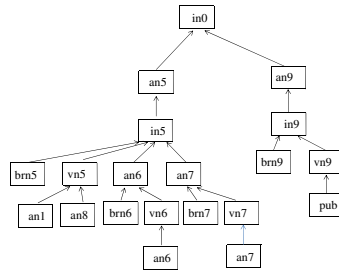 in0
an5
an9
in5
in9
brn5
vn5
an6
an7
brn9
vn9
an1
an8
brn6
vn6
brn7
vn7
pub
an6
an7